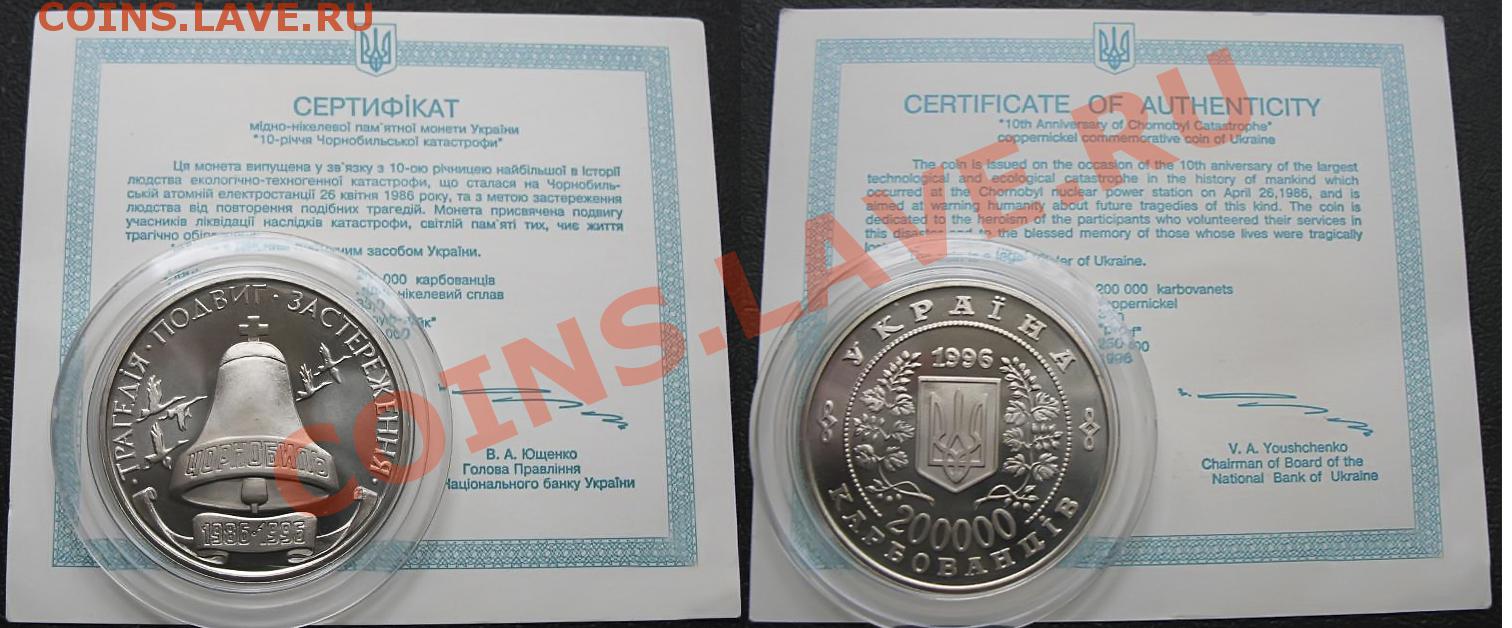 COINS.LAVE.RU
СЕРТИФІКАТ
мідно-нікелевої пам'ятної монети України
"10-річчя Чорнобильської катастрофи"
Ця монета випущена у зв'язку з 10-ою річницею найбільшої в історії
людства екологічно-техногенної катастрофи, що сталася на Чорнобиль-
ській атомній електростанції 26 квітня 1986 року, та з метою застереження
людства від повторення подібних трагедій. Монета присвячена подвигу
учасників ліквідації наслідків катастрофи, світлій пам'яті тих, чиє життя
трагічно
засобом України.
000 карбованців
нікелевий сплав
В. А. Ющенко
Голова Правління
Національного банку України
ТРАГЕДІЯ · ПОДВИГ · ЗАСТЕРЕЖЕННЯ
ЧОРНОБИЛЬ
1986·1996
CERTIFICATE OF AUTHENTICITY
"10th Anniversary of Chornobyl Catastrophe"
coppernickel commemorative coin of Ukraine
The coin is issued on the occasion of the 10th aniversary of the largest
technological and ecological catastrophe in the history of mankind which
occurred at the Chornobyl nuclear power station on April 26,1986, and is
aimed at warning humanity about future tragedies of this kind. The coin is
dedicated to the heroism of the participants who volunteered their services in
this disaster and to the blessed memory of those whose lives were tragically
of Ukraine.
200 000 karbovanets
coppernickel
1996
V. A. Youshchenko
Chairman of Board of the
National Bank of Ukraine
УКРАЇНА
1996
200000
КАРБОВАНЦІВ
COINS.LAVE.RU